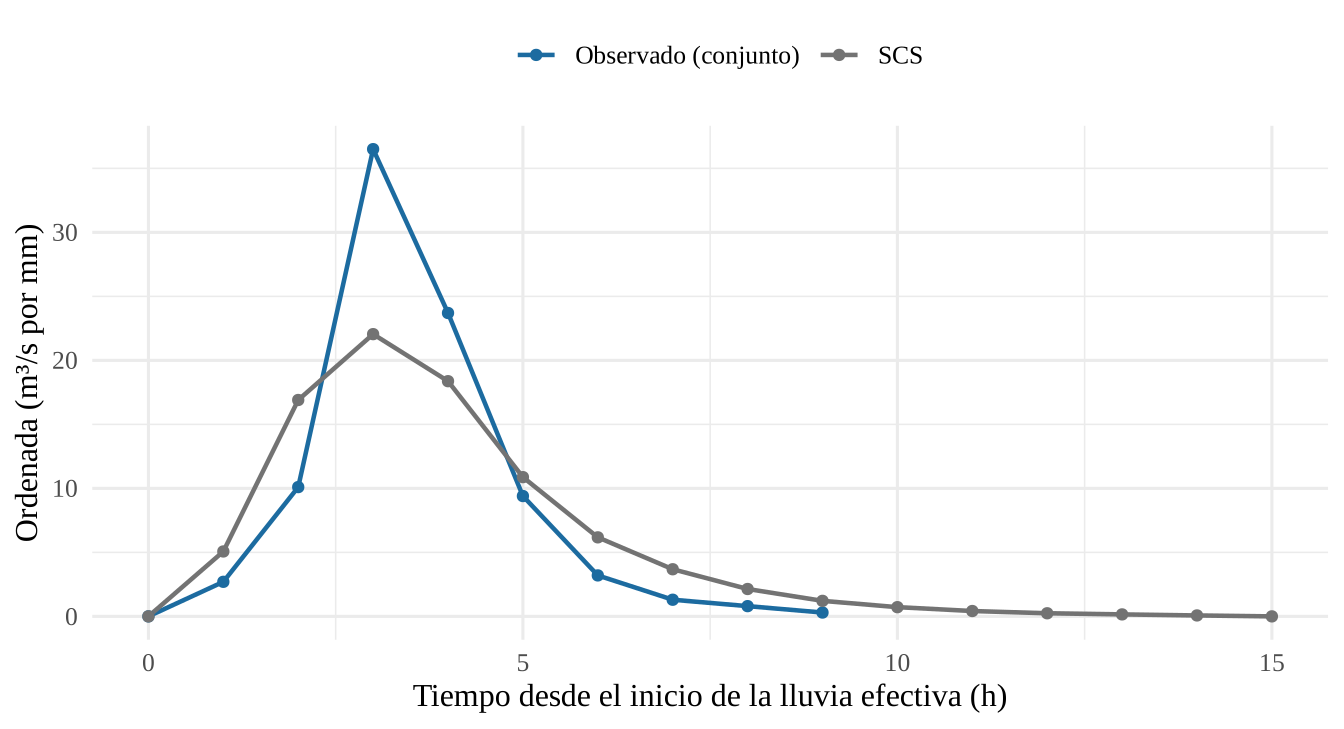 Observado (conjunto) SCS
Ordenada (m³/s por mm)
30
20
10
0
0 5 10 15
Tiempo desde el inicio de la lluvia efectiva (h)